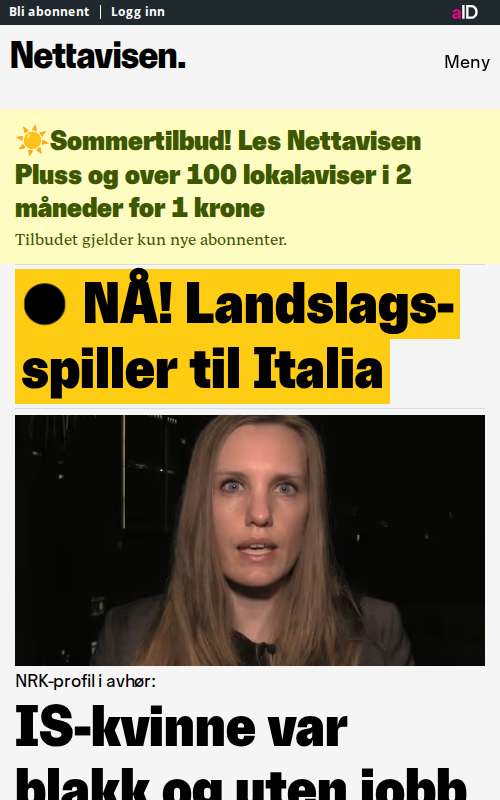 Bli abonnent
Logg inn
aID
Nettavisen.
Meny
☀️Sommertilbud! Les Nettavisen
Pluss og over 100 lokalaviser i 2
måneder for 1 krone
Tilbudet gjelder kun nye abonnenter.
NÅ! Landslags-
spiller til Italia
NRK-profil i avhør:
IS-kvinne var
blakk og uten jobb